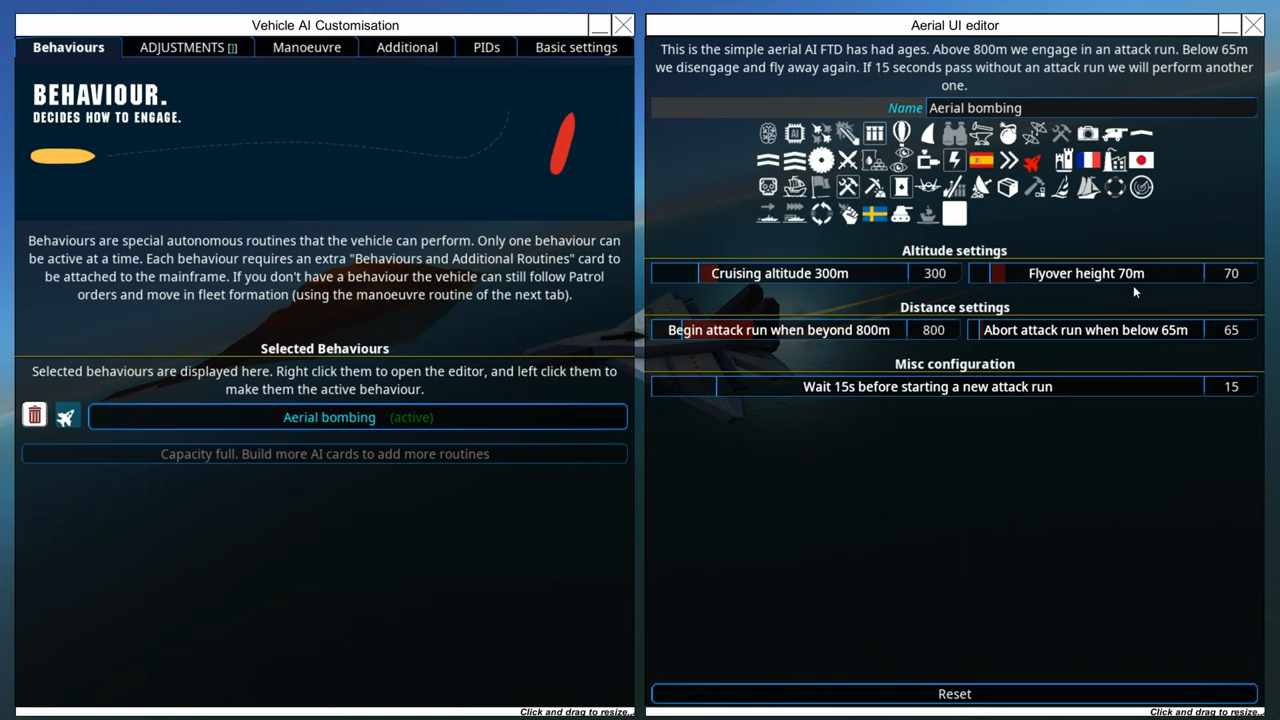 Vehicle AI Customisation
Behaviours
ADJUSTMENTS []
Manoeuvre
Additional
PIDs
Basic settings
BEHAVIOUR.
DECIDES HOW TO ENGAGE.
Behaviours are special autonomous routines that the vehicle can perform. Only one behaviour can
be active at a time. Each behaviour requires an extra "Behaviours and Additional Routines" card to
be attached to the mainframe. If you don't have a behaviour the vehicle can still follow Patrol
orders and move in fleet formation (using the manoeuvre routine of the next tab).
Selected Behaviours
Selected behaviours are displayed here. Right click them to open the editor, and left click them to
make them the active behaviour.
Aerial bombing (active)
Capacity full. Build more AI cards to add more routines
Click and drag to resize..
Aerial UI editor
This is the simple aerial AI FTD has had ages. Above 800m we engage in an attack run. Below 65m
we disengage and fly away again. If 15 seconds pass without an attack run we will perform another
one.
Name Aerial bombing
AI
Altitude settings
Cruising altitude 300m 300
Flyover height 70m 70
Distance settings
Begin attack run when beyond 800m 800
Abort attack run when below 65m 65
Misc configuration
Wait 15s before starting a new attack run 15
Reset
Click and drag to resize..